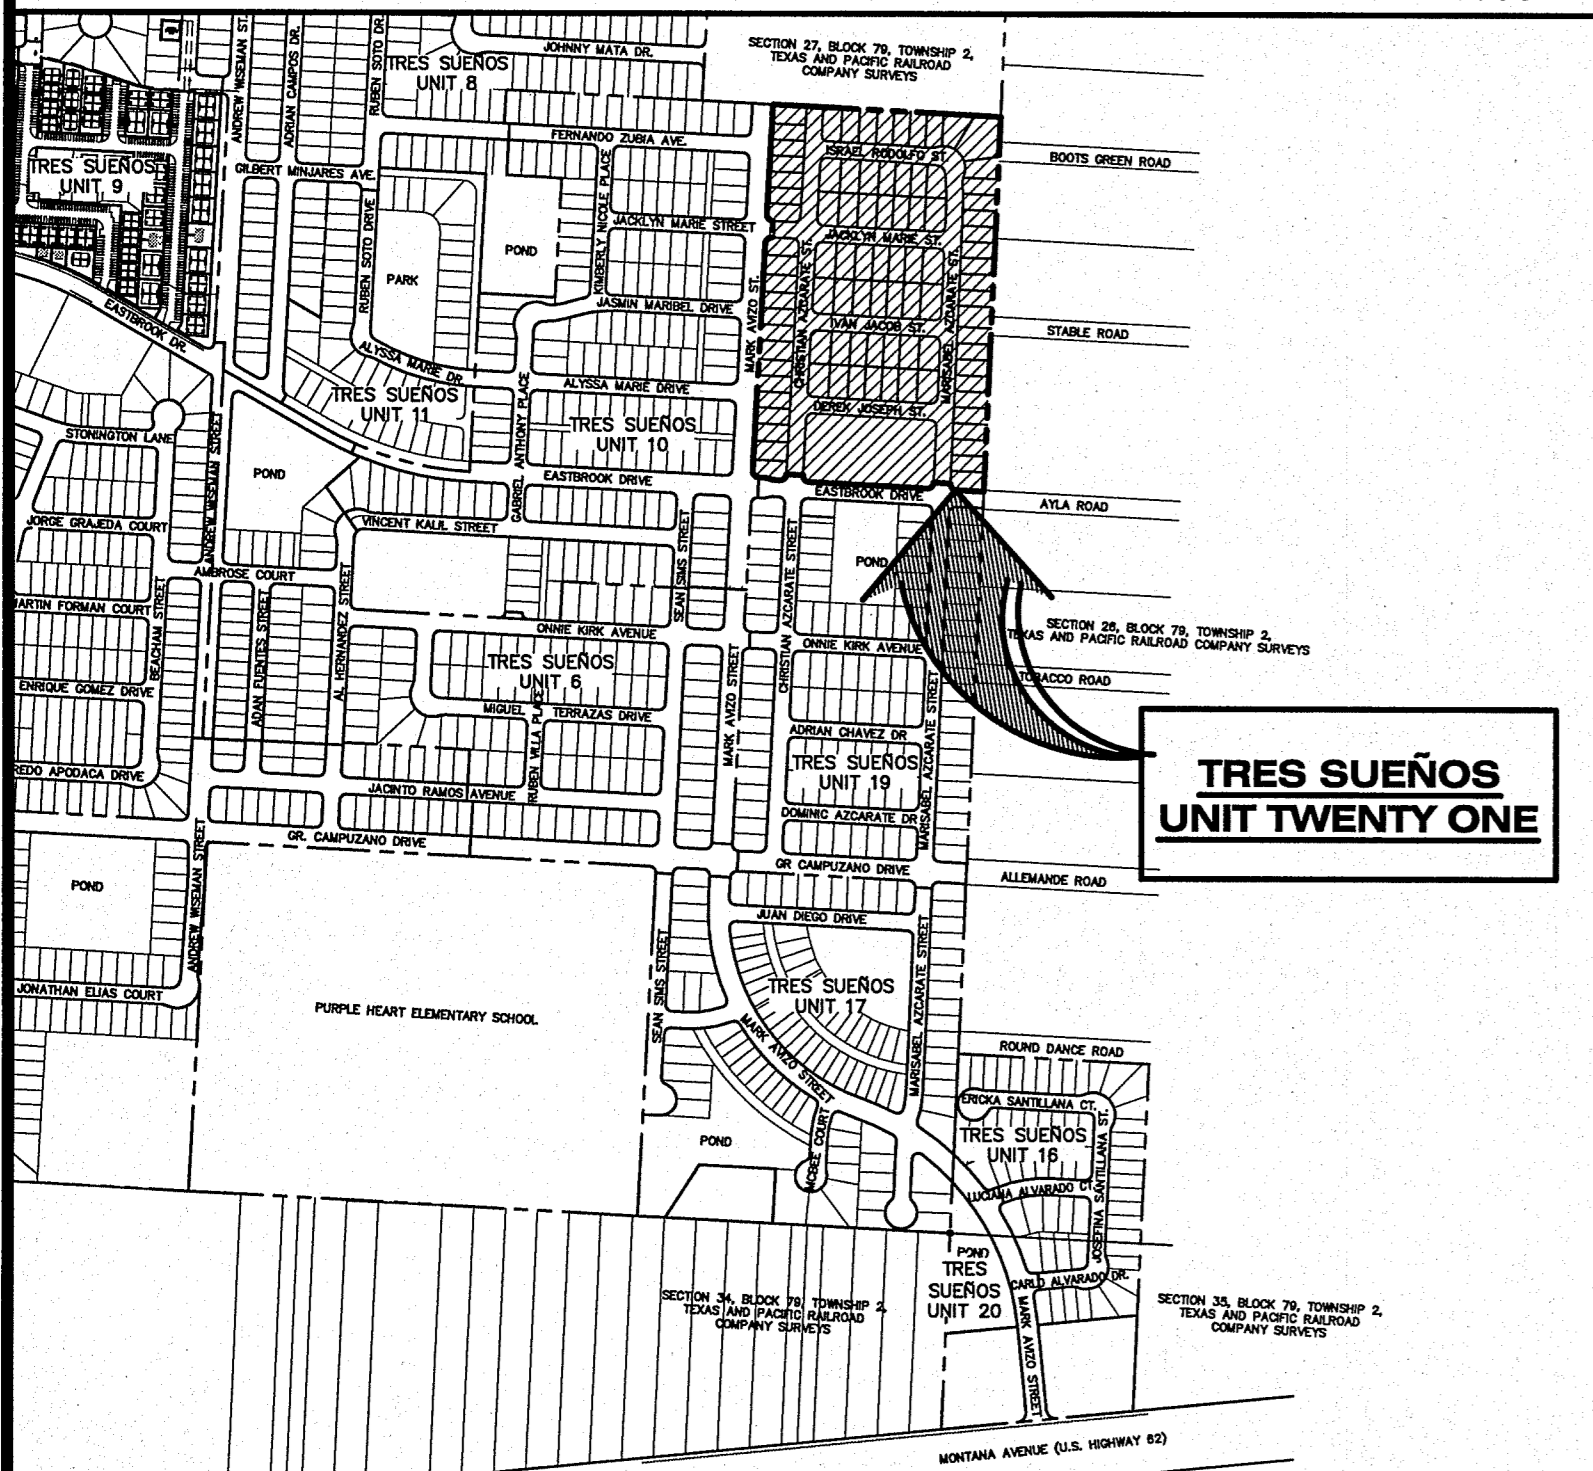 SECTION 27, BLOCK 79, TOWNSHIP 2,
TEXAS AND PACIFIC RAILROAD
COMPANY SURVEYS
JOHNNY MATA DR.
TRES SUEÑOS
UNIT 8
RUBEN SOTO DR.
ADRIAN CAMPOS DR.
ANDREW WISEMAN ST.
FERNANDO ZUBIA AVE.
ISRAEL RODOLFO ST.
BOOTS GREEN ROAD
TRES SUEÑOS
UNIT 9
GILBERT MINJARES AVE.
KIMBERLY NICOLE PLACE
JACKLYN MARIE STREET
JACKLYN MARIE ST.
RUBEN SOTO DRIVE
PARK
POND
CHRISTIAN AZCARATE ST.
MARISABEL AZCARATE ST.
MARK AVIZO ST.
JASMIN MARIBEL DRIVE
IVAN JACOB ST.
STABLE ROAD
EASTBROOK DR.
ALYSSA MARIE DR.
ALYSSA MARIE DRIVE
TRES SUEÑOS
UNIT 11
GABRIEL ANTHONY PLACE
DEREK JOSEPH ST.
TRES SUEÑOS
UNIT 10
STONINGTON LANE
ANDREW WISEMAN STREET
POND
EASTBROOK DRIVE
EASTBROOK DRIVE
AYLA ROAD
JORGE GRAJEDA COURT
VINCENT KALIL STREET
SEAN SIMS STREET
CHRISTIAN AZCARATE STREET
POND
AMBROSE COURT
MARTIN FORMAN COURT
BEACHAM STREET
ADAN FUENTES STREET
AL HERNANDEZ STREET
ONNIE KIRK AVENUE
ONNIE KIRK AVENUE
SECTION 26, BLOCK 79, TOWNSHIP 2,
TEXAS AND PACIFIC RAILROAD COMPANY SURVEYS
TRES SUEÑOS
UNIT 6
TOBACCO ROAD
ENRIQUE GOMEZ DRIVE
MIGUEL TERRAZAS DRIVE
RUBEN VILLA PLACE
MARK AVIZO STREET
ADRIAN CHAVEZ DR
MARISABEL AZCARATE STREET
TRES SUEÑOS
UNIT 19
TRES SUEÑOS
UNIT TWENTY ONE
REDO APODACA DRIVE
JACINTO RAMOS AVENUE
DOMINIC AZCARATE DR
GR. CAMPUZANO DRIVE
GR CAMPUZANO DRIVE
ALLEMANDE ROAD
POND
ANDREW WISEMAN STREET
JUAN DIEGO DRIVE
SEAN SIMS STREET
MARISABEL AZCARATE STREET
TRES SUEÑOS
UNIT 17
JONATHAN ELIAS COURT
PURPLE HEART ELEMENTARY SCHOOL
MARK AVIZO STREET
ROUND DANCE ROAD
ERICKA SANTILLANA CT.
TRES SUEÑOS
UNIT 16
JOSEFINA SANTILLANA ST.
MCBEE COURT
POND
LUCIANA ALVARADO CT.
POND
TRES
SUEÑOS
UNIT 20
CARLO ALVARADO DR.
MARK AVIZO STREET
SECTION 34, BLOCK 79, TOWNSHIP 2,
TEXAS AND PACIFIC RAILROAD
COMPANY SURVEYS
SECTION 35, BLOCK 79, TOWNSHIP 2,
TEXAS AND PACIFIC RAILROAD
COMPANY SURVEYS
MONTANA AVENUE (U.S. HIGHWAY 62)